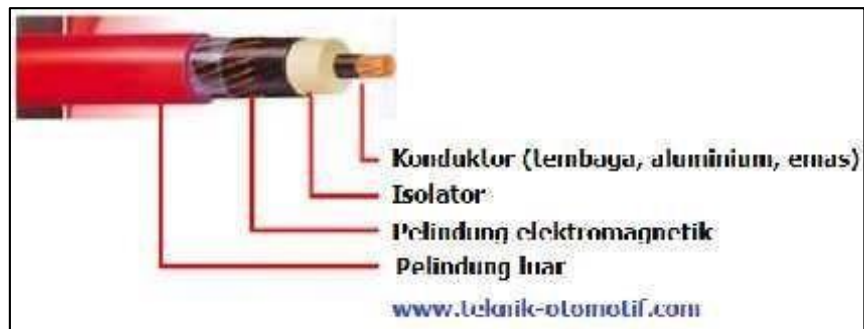 Konduktor (tembaga, aluminium, emas)
Isolator
Pelindung elektromagnetik
Pelindung luar
www.teknik-otomotif.com